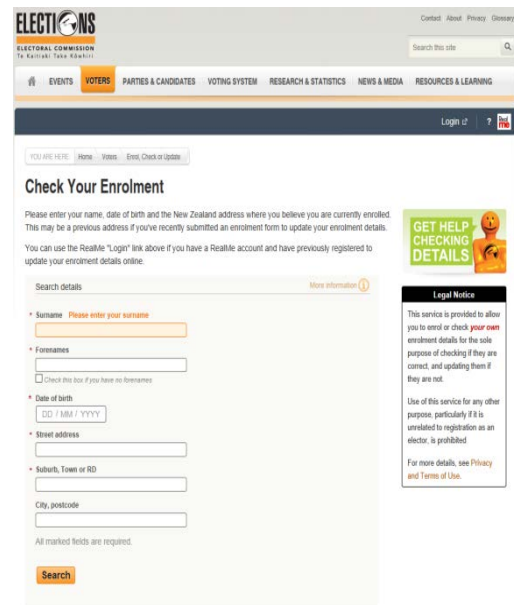 ELECTIONS
ELECTORAL COMMISSION
Te Kaitiaki Take Kōwhiri
Contact About Privacy Glossary
Search this site
EVENTS VOTERS PARTIES & CANDIDATES VOTING SYSTEM RESEARCH & STATISTICS NEWS & MEDIA RESOURCES & LEARNING
Login ? Real me
YOU ARE HERE: Home Voters Enrol, Check or Update
Check Your Enrolment
Please enter your name, date of birth and the New Zealand address where you believe you are currently enrolled.
This may be a previous address if you've recently submitted an enrolment form to update your enrolment details.
You can use the RealMe "Login" link above if you have a RealMe account and have previously registered to
update your enrolment details online.
Search details More information
* Surname Please enter your surname
* Forenames
Check this box if you have no forenames
* Date of birth
DD / MM / YYYY
* Street address
* Suburb, Town or RD
City, postcode
All marked fields are required.
Search
GET HELP
CHECKING
DETAILS
Legal Notice
This service is provided to allow
you to enrol or check your own
enrolment details for the sole
purpose of checking if they are
correct, and updating them if
they are not.
Use of this service for any other
purpose, particularly if it is
unrelated to registration as an
elector, is prohibited
For more details, see Privacy
and Terms of Use.